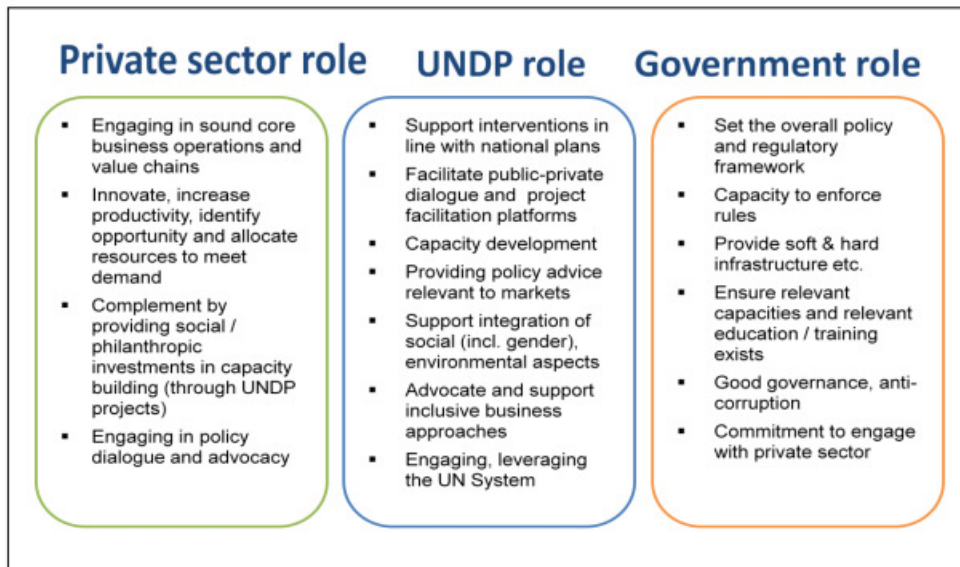 Private sector role
▪ Engaging in sound core
business operations and
value chains
▪ Innovate, increase
productivity, identify
opportunity and allocate
resources to meet
demand
▪ Complement by
providing social /
philanthropic
investments in capacity
building (through UNDP
projects)
▪ Engaging in policy
dialogue and advocacy
UNDP role
▪ Support interventions in
line with national plans
▪ Facilitate public-private
dialogue and project
facilitation platforms
▪ Capacity development
▪ Providing policy advice
relevant to markets
▪ Support integration of
social (incl. gender),
environmental aspects
▪ Advocate and support
inclusive business
approaches
▪ Engaging, leveraging
the UN System
Government role
▪ Set the overall policy
and regulatory
framework
▪ Capacity to enforce
rules
▪ Provide soft & hard
infrastructure etc.
▪ Ensure relevant
capacities and relevant
education / training
exists
▪ Good governance, anti-
corruption
▪ Commitment to engage
with private sector